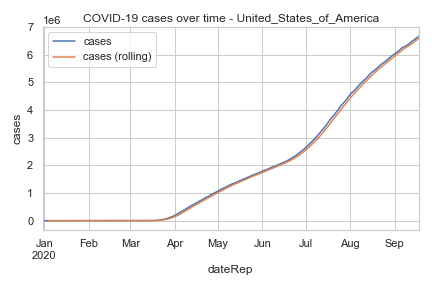 COVID-19 cases over time - United_States_of_America
1e6
cases
cases (rolling)
7
6
5
4
3
2
1
0
cases
Jan
2020
Feb
Mar
Apr
May
Jun
Jul
Aug
Sep
dateRep